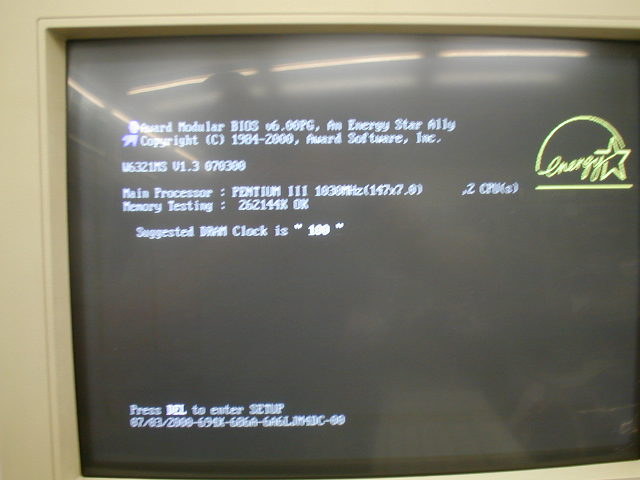 Award Modular BIOS v6.00PG, An Energy Star Ally
Copyright (C) 1984-2000, Award Software, Inc.
energy
W6321MS V1.3 070300
Main Processor : PENTIUM III 1030MHz(147x7.0) ,2 CPU(s)
Memory Testing : 262144K OK
Suggested DRAM Clock is " 100 "
Press DEL to enter SETUP
07/03/2000-694X-686A-6A6LJM4DC-00